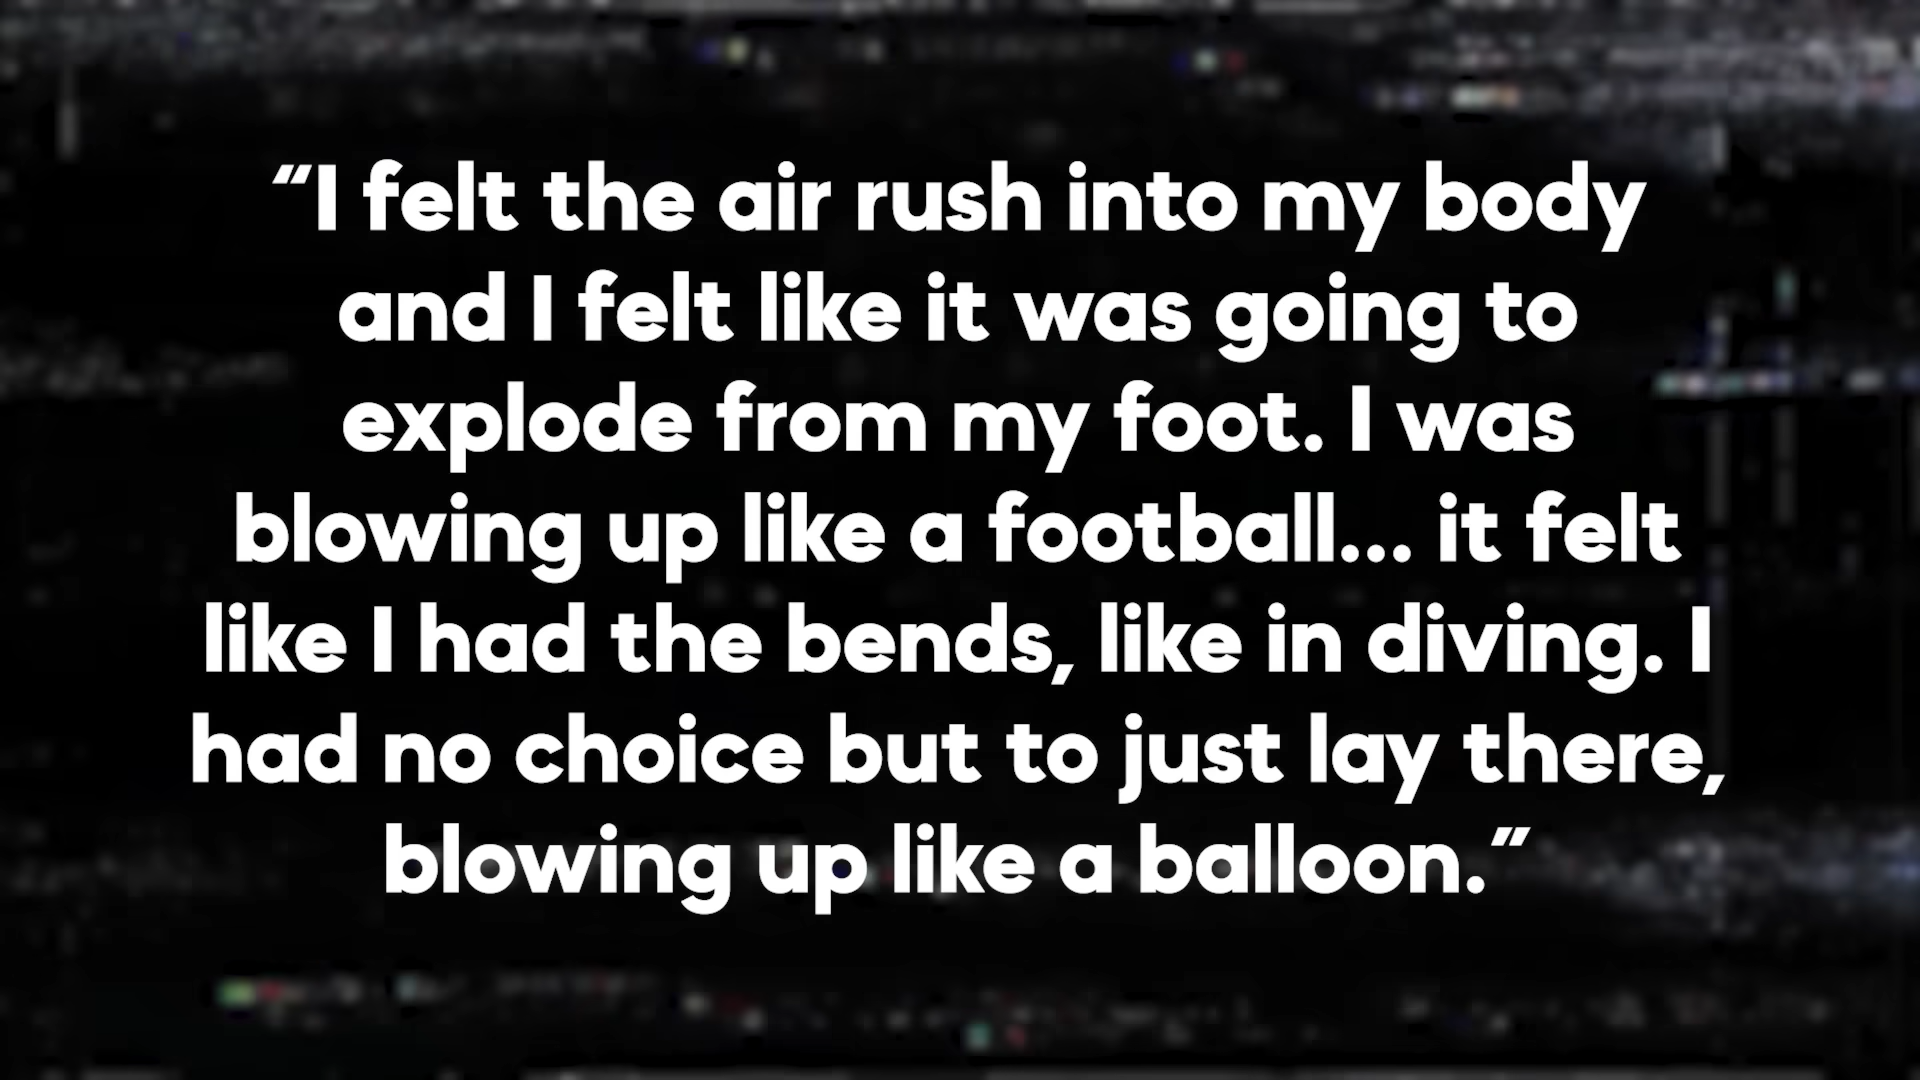 "I felt the air rush into my body
and I felt like it was going to
explode from my foot. I was
blowing up like a football... it felt
like I had the bends, like in diving. I
had no choice but to just lay there,
blowing up like a balloon."